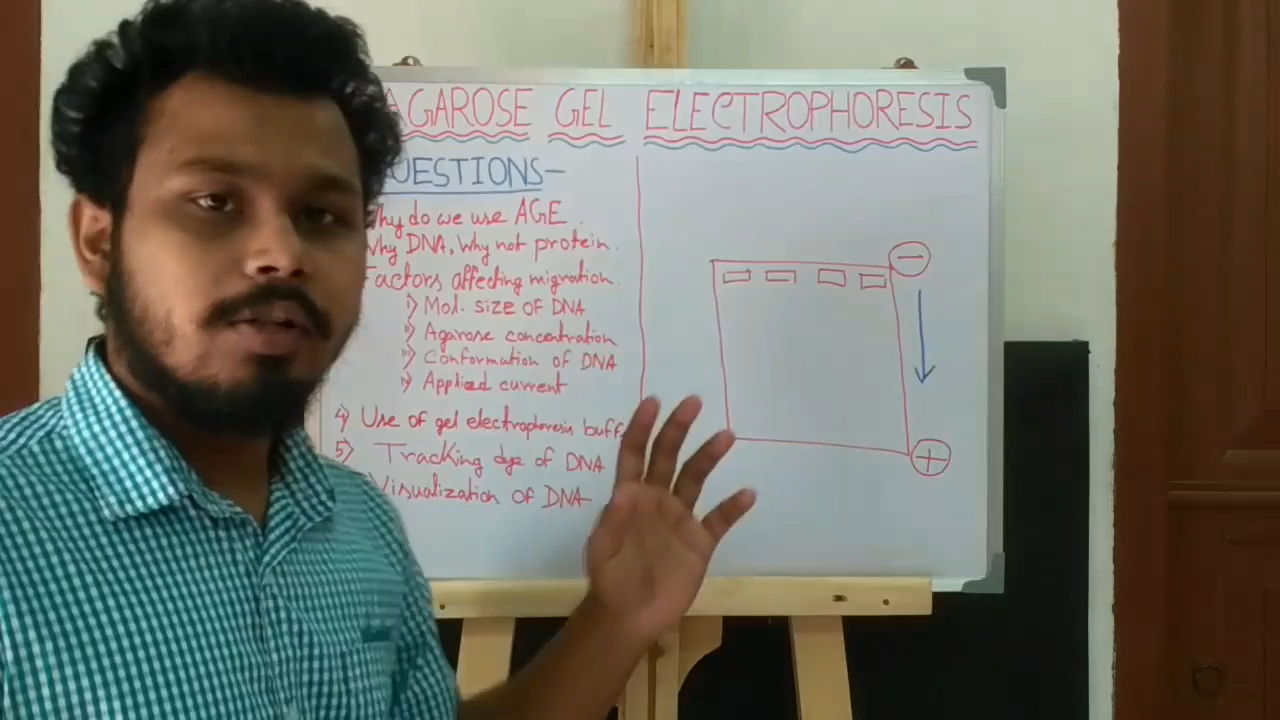 AGAROSE GEL ELECTROPHORESIS
UESTIONS-
Why do we use AGE.
Why DNA, Why not protein.
Factors affecting migration.
i) Mol. size of DNA
ii) Agarose concentration
iii) Conformation of DNA
iv) Applied current
4) Use of gel electrophoresis buff
5) Tracking dye of DNA
Visualization of DNA
−
+